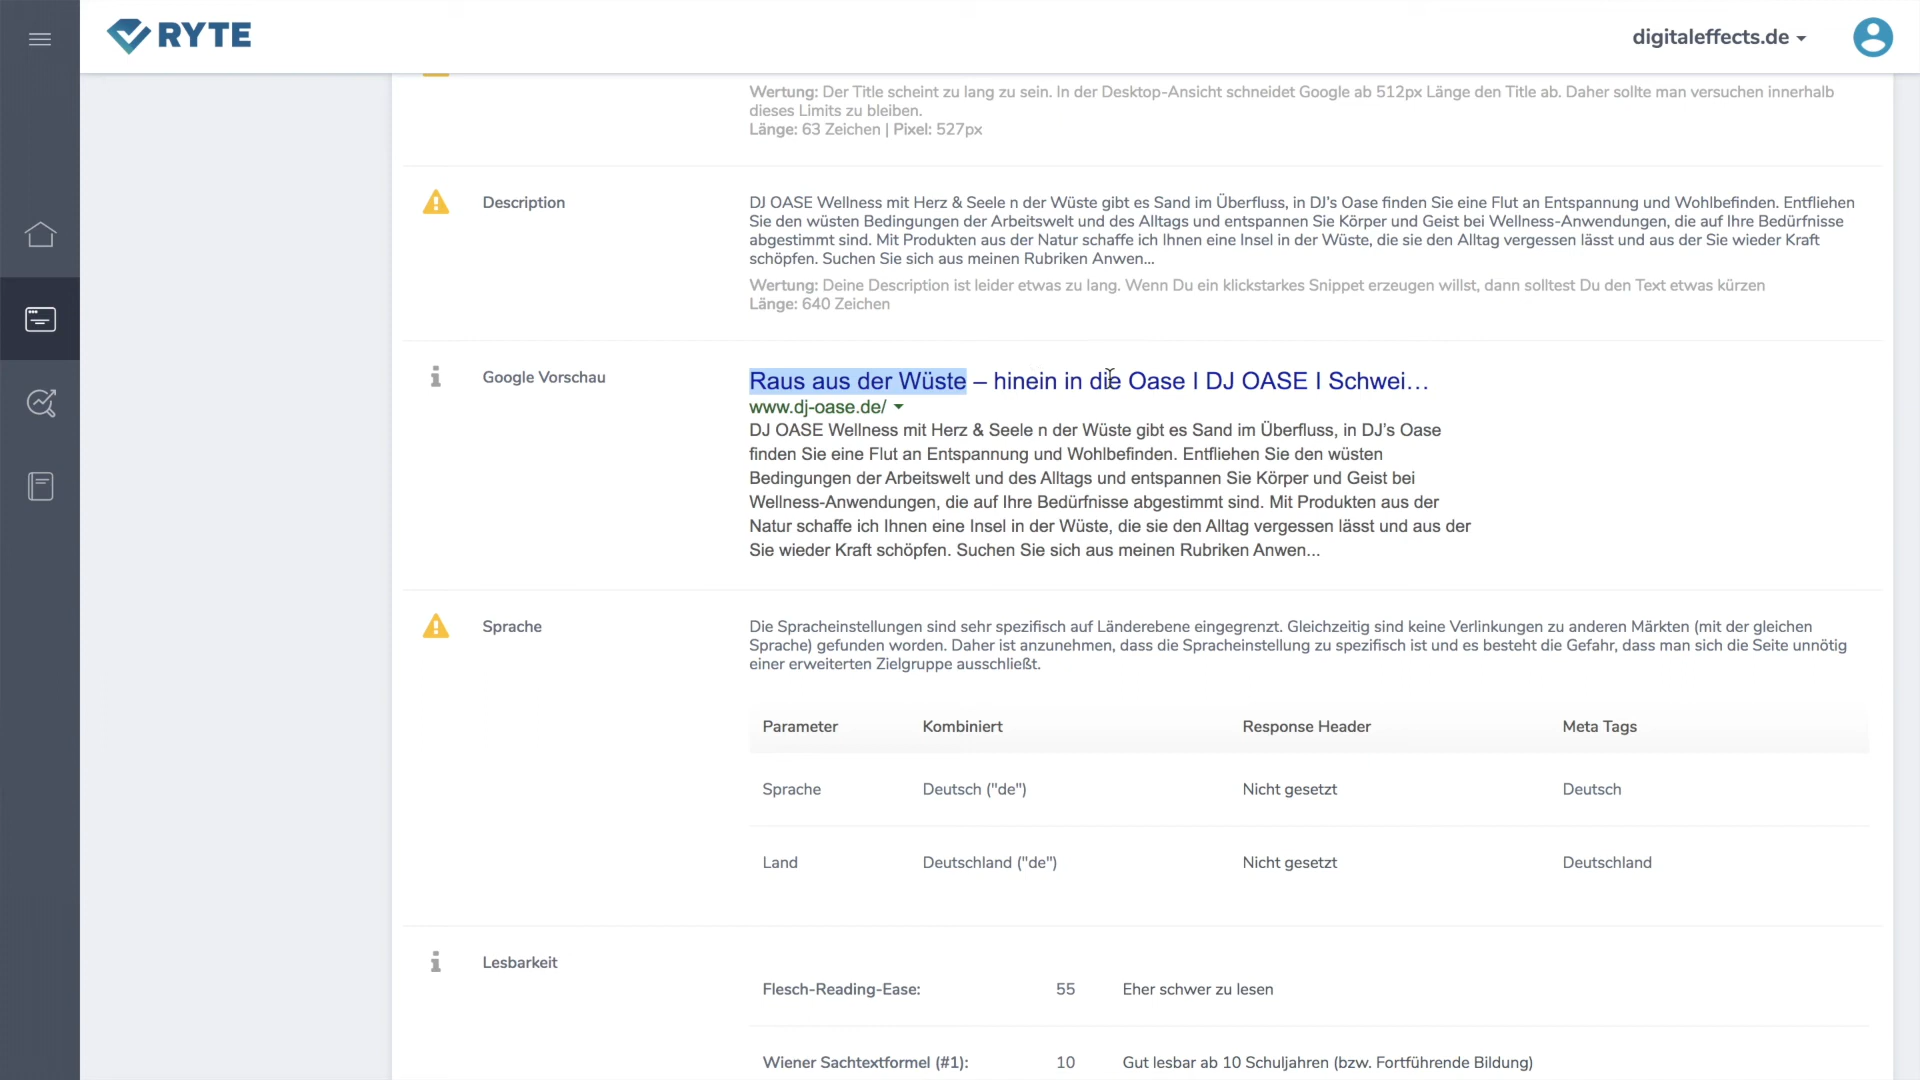 RYTE
digitaleffects.de
Wertung: Der Title scheint zu lang zu sein. In der Desktop-Ansicht schneidet Google ab 512px Länge den Title ab. Daher sollte man versuchen innerhalb
dieses Limits zu bleiben.
Länge: 63 Zeichen | Pixel: 527px
Description
DJ OASE Wellness mit Herz & Seele n der Wüste gibt es Sand im Überfluss, in DJ's Oase finden Sie eine Flut an Entspannung und Wohlbefinden. Entfliehen
Sie den wüsten Bedingungen der Arbeitswelt und des Alltags und entspannen Sie Körper und Geist bei Wellness-Anwendungen, die auf Ihre Bedürfnisse
abgestimmt sind. Mit Produkten aus der Natur schaffe ich Ihnen eine Insel in der Wüste, die sie den Alltag vergessen lässt und aus der Sie wieder Kraft
schöpfen. Suchen Sie sich aus meinen Rubriken Anwen...
Wertung: Deine Description ist leider etwas zu lang. Wenn Du ein klickstarkes Snippet erzeugen willst, dann solltest Du den Text etwas kürzen
Länge: 640 Zeichen
Google Vorschau
Raus aus der Wüste – hinein in die Oase I DJ OASE I Schwei...
www.dj-oase.de/
DJ OASE Wellness mit Herz & Seele n der Wüste gibt es Sand im Überfluss, in DJ's Oase
finden Sie eine Flut an Entspannung und Wohlbefinden. Entfliehen Sie den wüsten
Bedingungen der Arbeitswelt und des Alltags und entspannen Sie Körper und Geist bei
Wellness-Anwendungen, die auf Ihre Bedürfnisse abgestimmt sind. Mit Produkten aus der
Natur schaffe ich Ihnen eine Insel in der Wüste, die sie den Alltag vergessen lässt und aus der
Sie wieder Kraft schöpfen. Suchen Sie sich aus meinen Rubriken Anwen...
Sprache
Die Spracheinstellungen sind sehr spezifisch auf Länderebene eingegrenzt. Gleichzeitig sind keine Verlinkungen zu anderen Märkten (mit der gleichen
Sprache) gefunden worden. Daher ist anzunehmen, dass die Spracheinstellung zu spezifisch ist und es besteht die Gefahr, dass man sich die Seite unnötig
einer erweiterten Zielgruppe ausschließt.
Parameter Kombiniert Response Header Meta Tags
Sprache Deutsch ("de") Nicht gesetzt Deutsch
Land Deutschland ("de") Nicht gesetzt Deutschland
Lesbarkeit
Flesch-Reading-Ease: 55 Eher schwer zu lesen
Wiener Sachtextformel (#1): 10 Gut lesbar ab 10 Schuljahren (bzw. Fortführende Bildung)